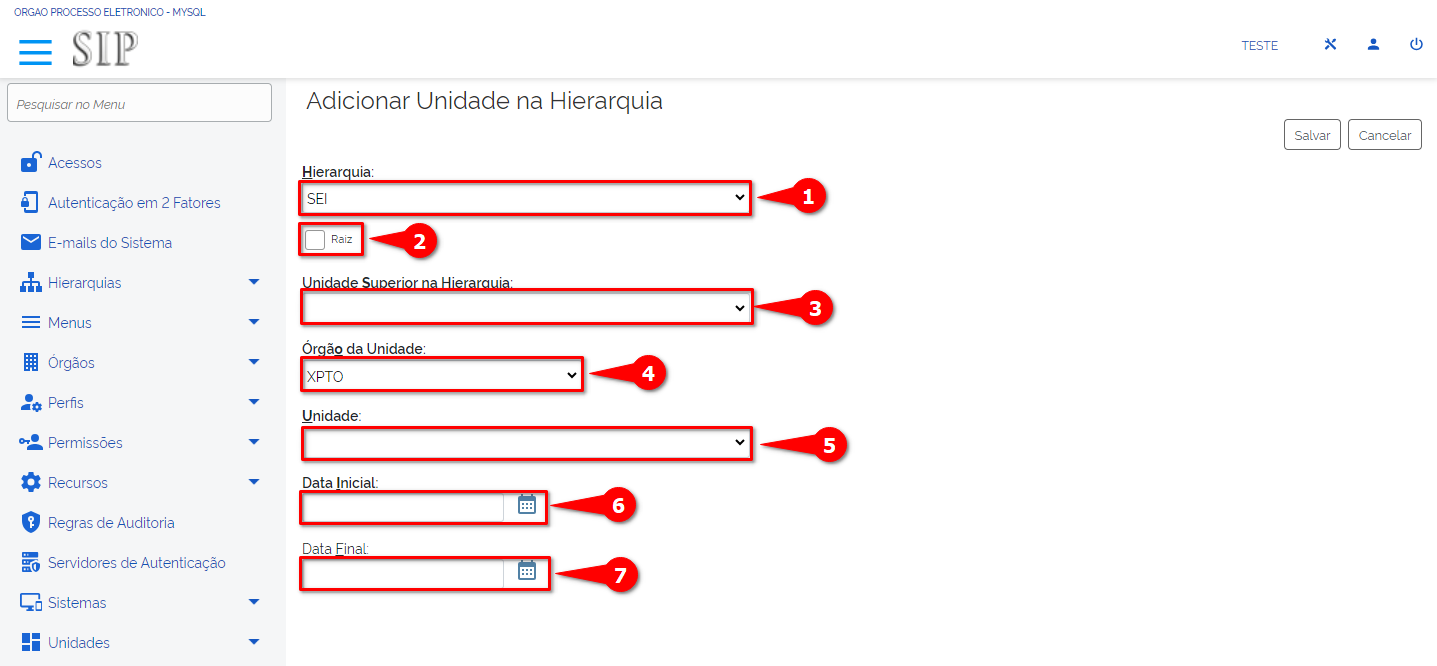 ORGAO PROCESSO ELETRONICO - MYSQL
SIP
TESTE
Pesquisar no Menu
Acessos
Autenticação em 2 Fatores
E-mails do Sistema
Hierarquias
Menus
Órgãos
Perfis
Permissões
Recursos
Regras de Auditoria
Servidores de Autenticação
Sistemas
Unidades
Adicionar Unidade na Hierarquia
Salvar Cancelar
Hierarquia:
SEI 1
Raiz 2
Unidade Superior na Hierarquia:
3
Órgão da Unidade:
XPTO 4
Unidade:
5
Data Inicial:
6
Data Final:
7